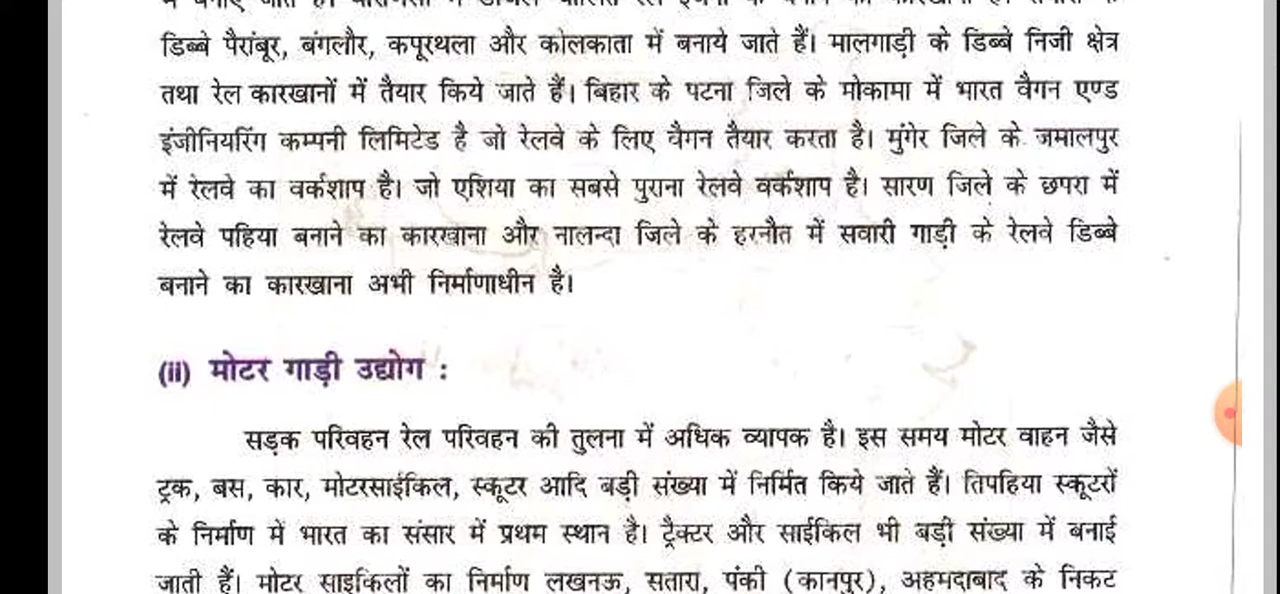 डिब्बे पैरांबूर, बंगलौर, कपूरथला और कोलकाता में बनाये जाते हैं। मालगाड़ी के डिब्बे निजी क्षेत्र
तथा रेल कारखानों में तैयार किये जाते हैं। बिहार के पटना जिले के मोकामा में भारत वैगन एण्ड
इंजीनियरिंग कम्पनी लिमिटेड है जो रेलवे के लिए वैगन तैयार करता है। मुंगेर जिले के जमालपुर
में रेलवे का वर्कशाप है। जो एशिया का सबसे पुराना रेलवे वर्कशाप है। सारण जिले के छपरा में
रेलवे पहिया बनाने का कारखाना और नालन्दा जिले के हरनौत में सवारी गाड़ी के रेलवे डिब्बे
बनाने का कारखाना अभी निर्माणाधीन है।
(ii) मोटर गाड़ी उद्योग :
सड़क परिवहन रेल परिवहन की तुलना में अधिक व्यापक है। इस समय मोटर वाहन जैसे
ट्रक, बस, कार, मोटरसाईकिल, स्कूटर आदि बड़ी संख्या में निर्मित किये जाते हैं। तिपहिया स्कूटरों
के निर्माण में भारत का संसार में प्रथम स्थान है। ट्रैक्टर और साईकिल भी बड़ी संख्या में बनाई
जाती हैं। मोटर साइकिलों का निर्माण लखनऊ, सतारा, पंकी (कानपुर), अहमदाबाद के निकट